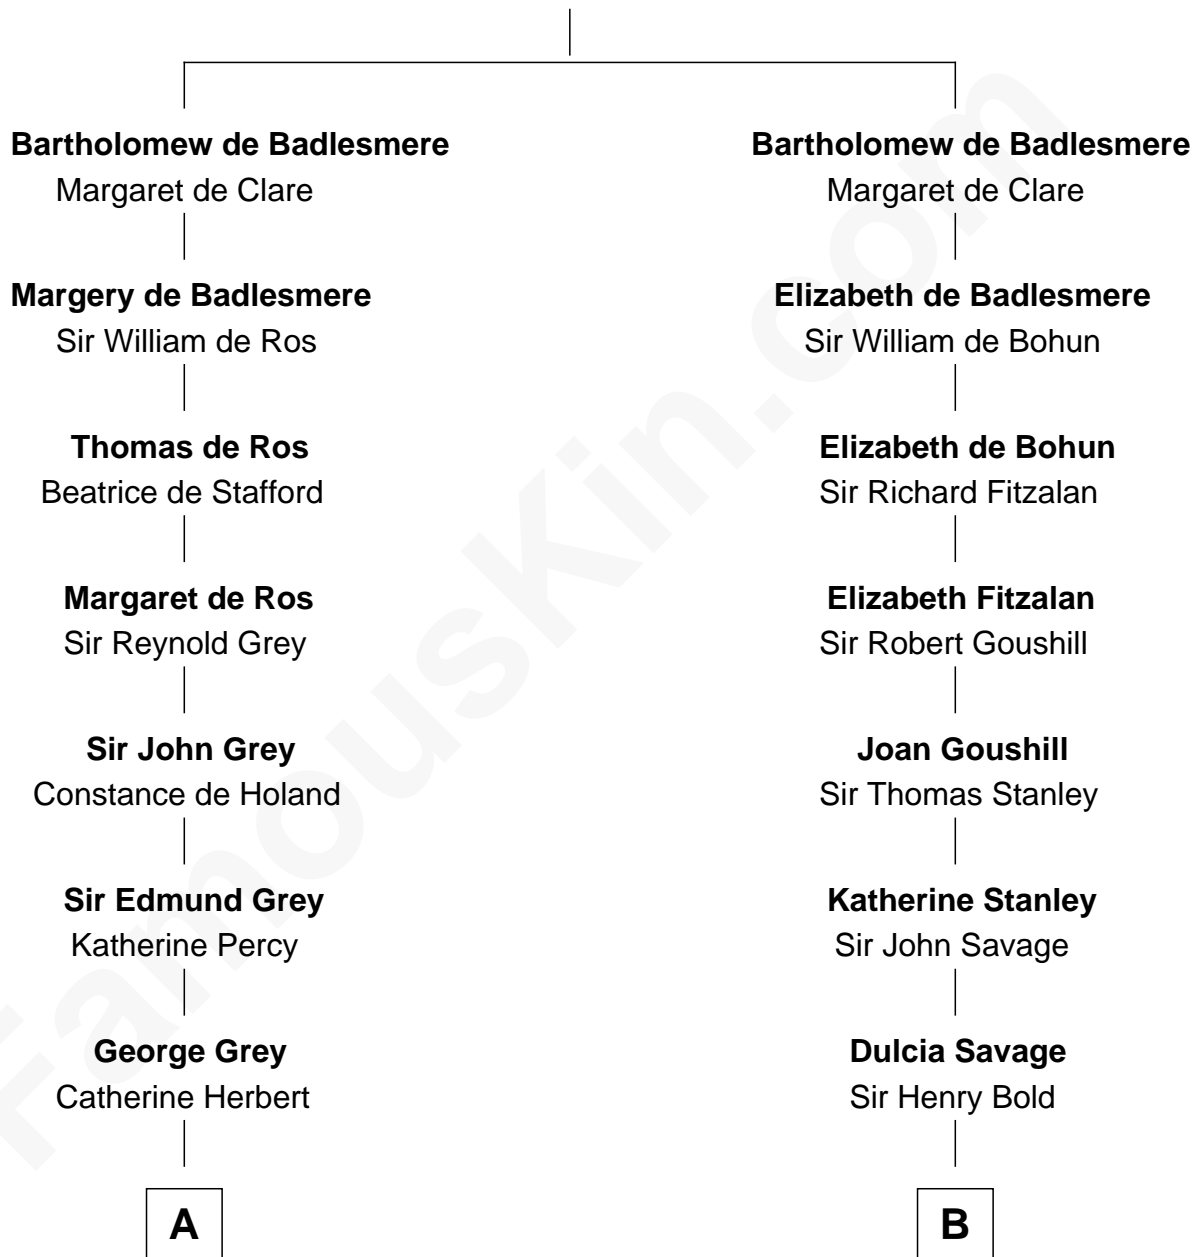 Bartholomew de Badlesmere
Margaret de Clare
Margery de Badlesmere
Sir William de Ros
Thomas de Ros
Beatrice de Stafford
Margaret de Ros
Sir Reynold Grey
Sir John Grey
Constance de Holand
Sir Edmund Grey
Katherine Percy
George Grey
Catherine Herbert
A
Bartholomew de Badlesmere
Margaret de Clare
Elizabeth de Badlesmere
Sir William de Bohun
Elizabeth de Bohun
Sir Richard Fitzalan
Elizabeth Fitzalan
Sir Robert Goushill
Joan Goushill
Sir Thomas Stanley
Katherine Stanley
Sir John Savage
Dulcia Savage
Sir Henry Bold
B
FamousKin.com